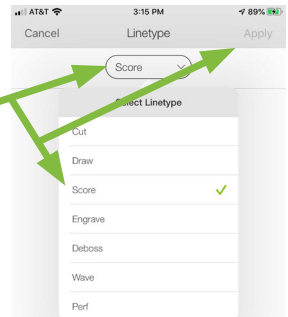 AT&T 3:15 PM 89%
Cancel Linetype Apply
Score
Select Linetype
Cut
Draw
Score
Engrave
Deboss
Wave
Perf